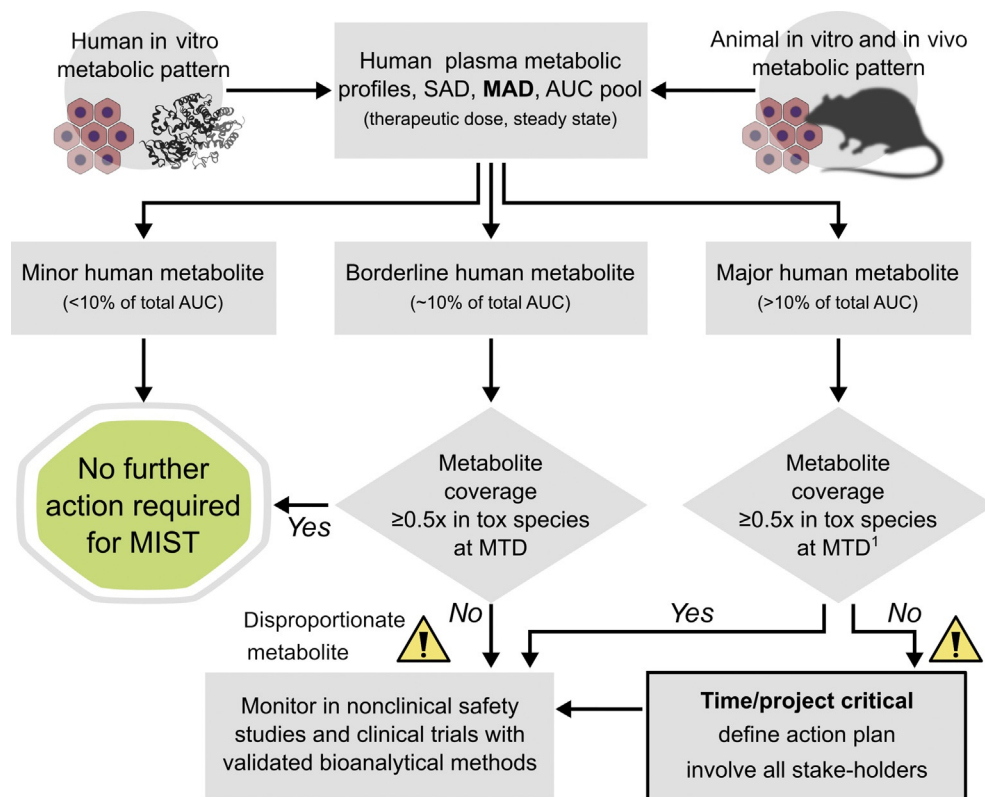 Human in vitro
metabolic pattern
Human plasma metabolic
profiles, SAD, MAD, AUC pool
(therapeutic dose, steady state)
Animal in vitro and in vivo
metabolic pattern
Minor human metabolite
(<10% of total AUC)
Borderline human metabolite
(~10% of total AUC)
Major human metabolite
(>10% of total AUC)
No further
action required
for MIST
Yes
Metabolite
coverage
≥0.5x in tox species
at MTD
Metabolite
coverage
≥0.5x in tox species
at MTD¹
Disproportionate
metabolite
!
No
Yes
No
!
Monitor in nonclinical safety
studies and clinical trials with
validated bioanalytical methods
Time/project critical
define action plan
involve all stake-holders